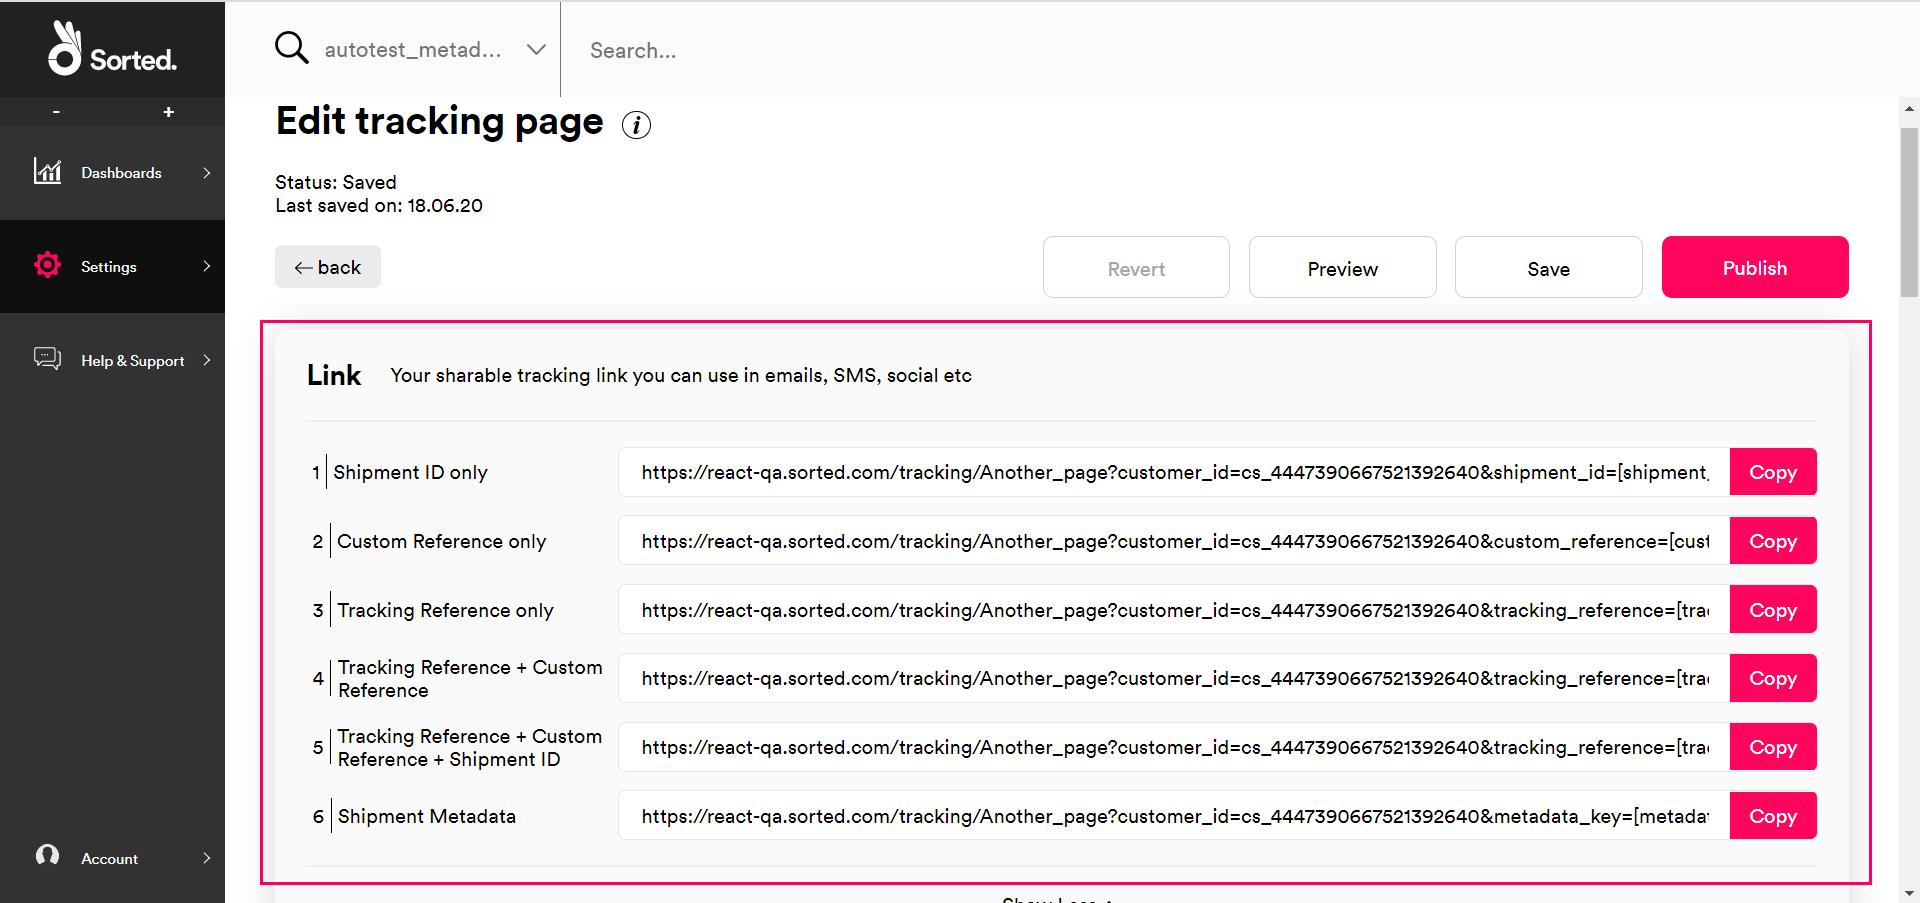 Sorted.
autotest_metad...
Search...
- +
Dashboards
Settings
Help & Support
Account
Edit tracking page i
Status: Saved
Last saved on: 18.06.20
← back
Revert
Preview
Save
Publish
Link Your sharable tracking link you can use in emails, SMS, social etc
1 Shipment ID only https://react-qa.sorted.com/tracking/Another_page?customer_id=cs_4447390667521392640&shipment_id=[shipment_ Copy
2 Custom Reference only https://react-qa.sorted.com/tracking/Another_page?customer_id=cs_4447390667521392640&custom_reference=[cust Copy
3 Tracking Reference only https://react-qa.sorted.com/tracking/Another_page?customer_id=cs_4447390667521392640&tracking_reference=[trac Copy
4 Tracking Reference + Custom
Reference https://react-qa.sorted.com/tracking/Another_page?customer_id=cs_4447390667521392640&tracking_reference=[trac Copy
5 Tracking Reference + Custom
Reference + Shipment ID https://react-qa.sorted.com/tracking/Another_page?customer_id=cs_4447390667521392640&tracking_reference=[trac Copy
6 Shipment Metadata https://react-qa.sorted.com/tracking/Another_page?customer_id=cs_4447390667521392640&metadata_key=[metadat Copy
Show Less